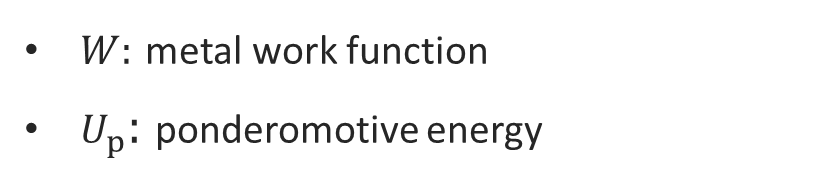 • W: metal work function
• Uₚ: ponderomotive energy